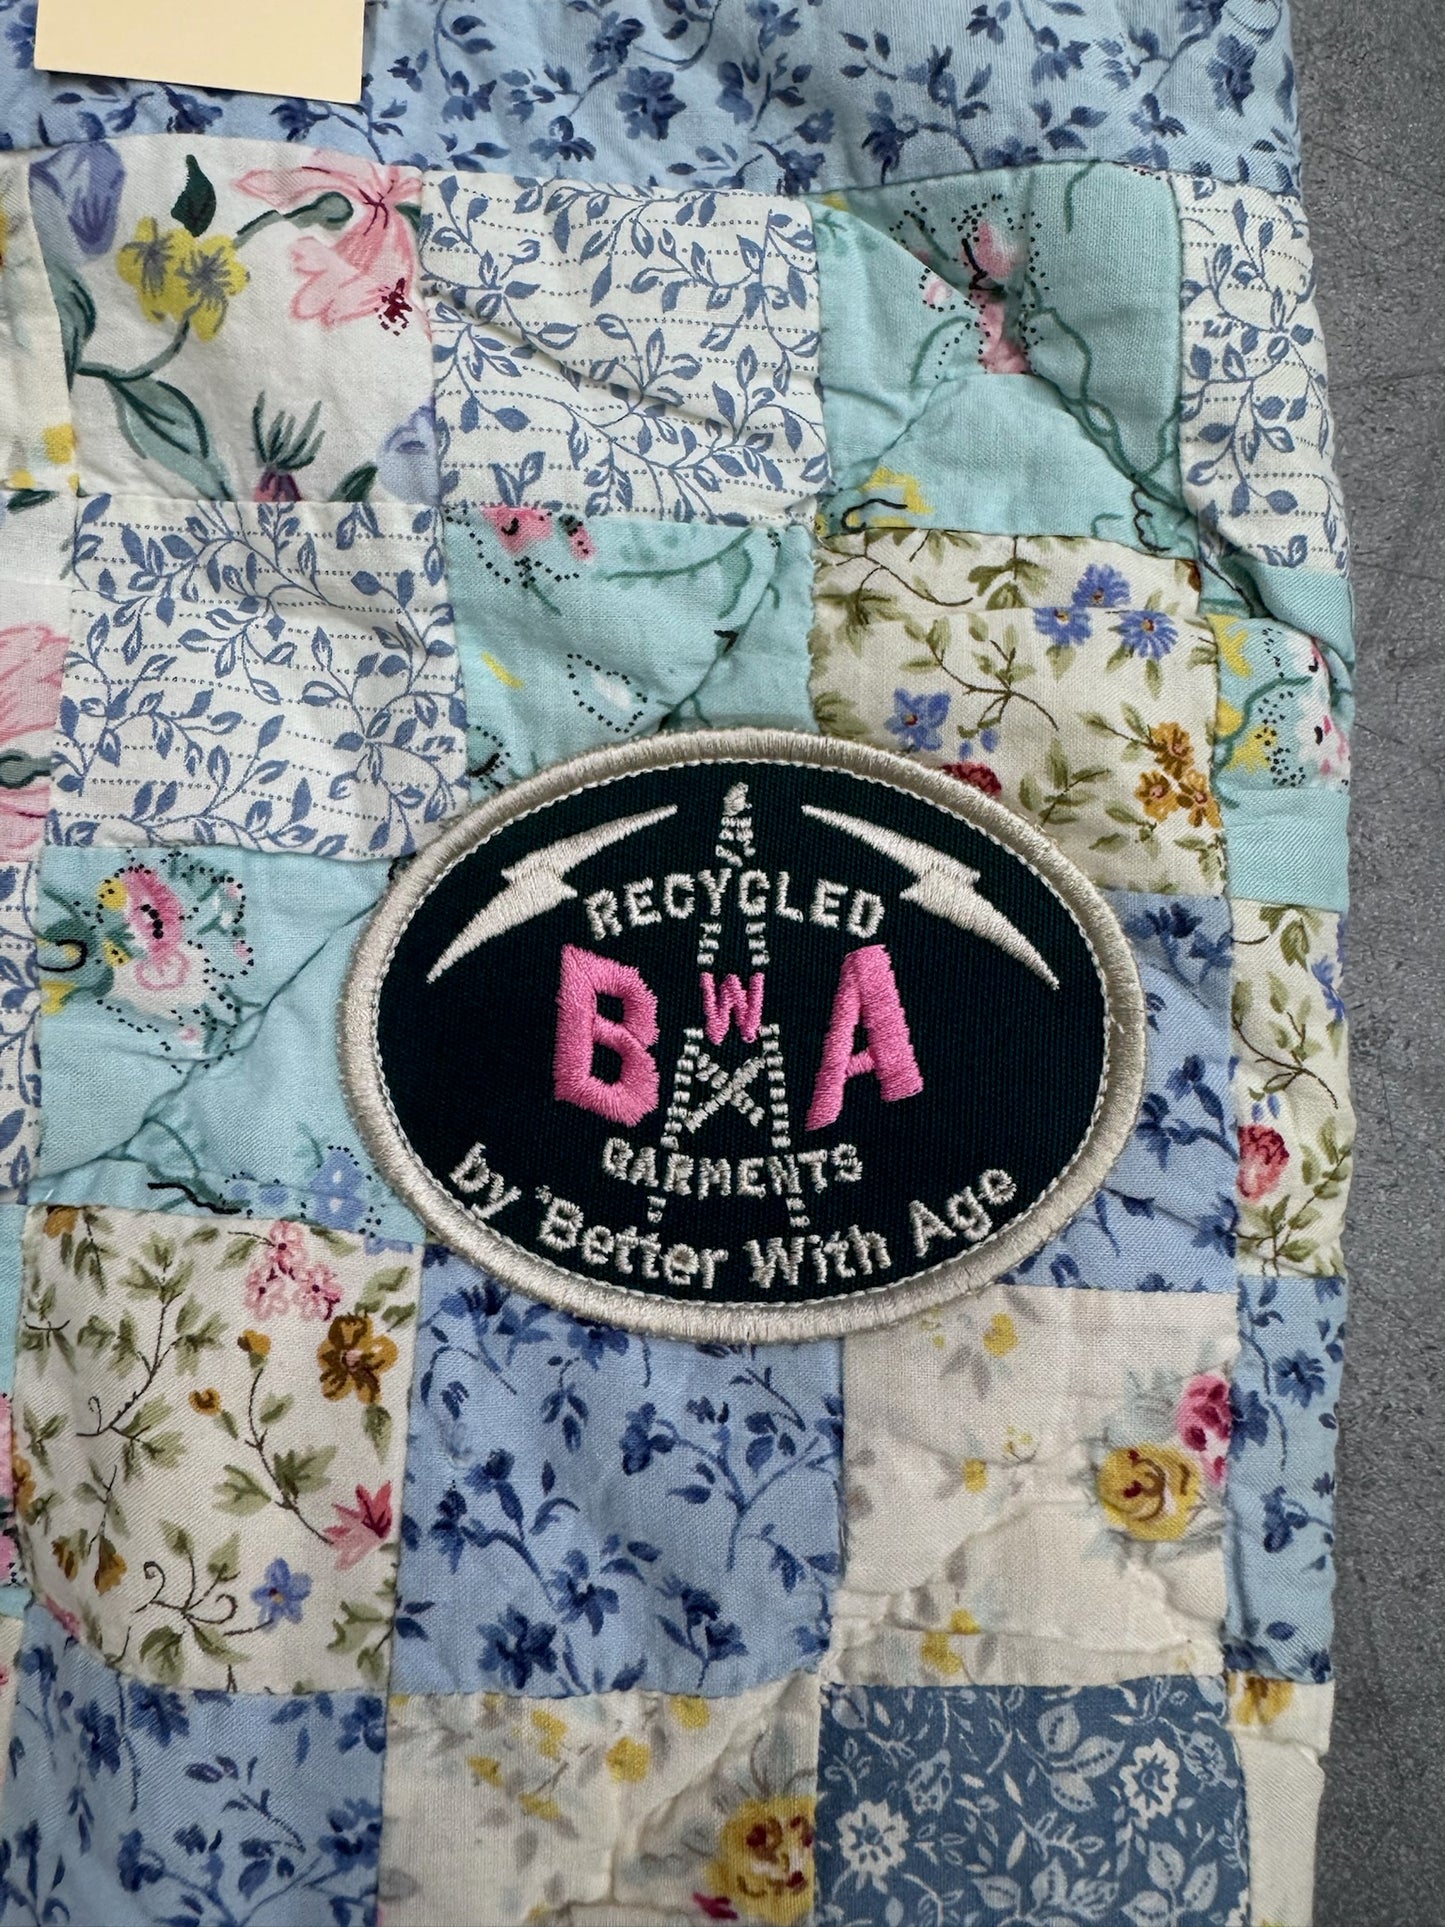 RECYCLED
BWA
GARMENTS
by 'Better With Age